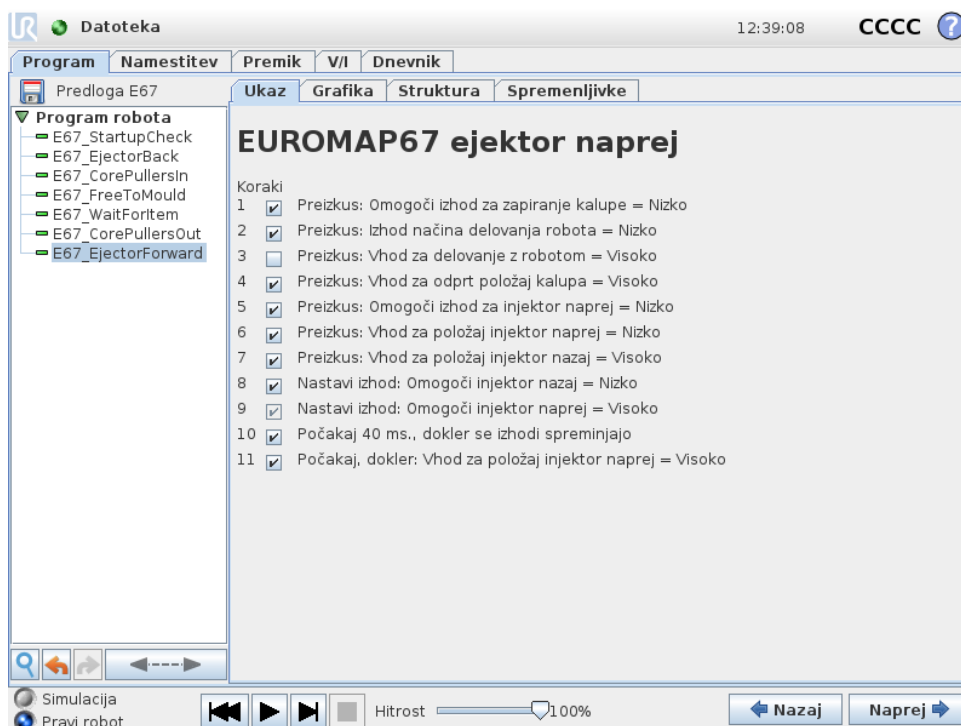 UR Datoteka 12:39:08 CCCC ?
Program Namestitev Premik V/I Dnevnik
Predloga E67
Ukaz Grafika Struktura Spremenljivke
Program robota
E67_StartupCheck
E67_EjectorBack
E67_CorePullersIn
E67_FreeToMould
E67_WaitForItem
E67_CorePullersOut
E67_EjectorForward
EUROMAP67 ejektor naprej
Koraki
1 Preizkus: Omogoči izhod za zapiranje kalupe = Nizko
2 Preizkus: Izhod načina delovanja robota = Nizko
3 Preizkus: Vhod za delovanje z robotom = Visoko
4 Preizkus: Vhod za odprt položaj kalupa = Visoko
5 Preizkus: Omogoči izhod za injektor naprej = Nizko
6 Preizkus: Vhod za položaj injektor naprej = Nizko
7 Preizkus: Vhod za položaj injektor nazaj = Visoko
8 Nastavi izhod: Omogoči injektor nazaj = Nizko
9 Nastavi izhod: Omogoči injektor naprej = Visoko
10 Počakaj 40 ms., dokler se izhodi spreminjajo
11 Počakaj, dokler: Vhod za položaj injektor naprej = Visoko
Simulacija
Pravi robot
Hitrost 100%
Nazaj Naprej